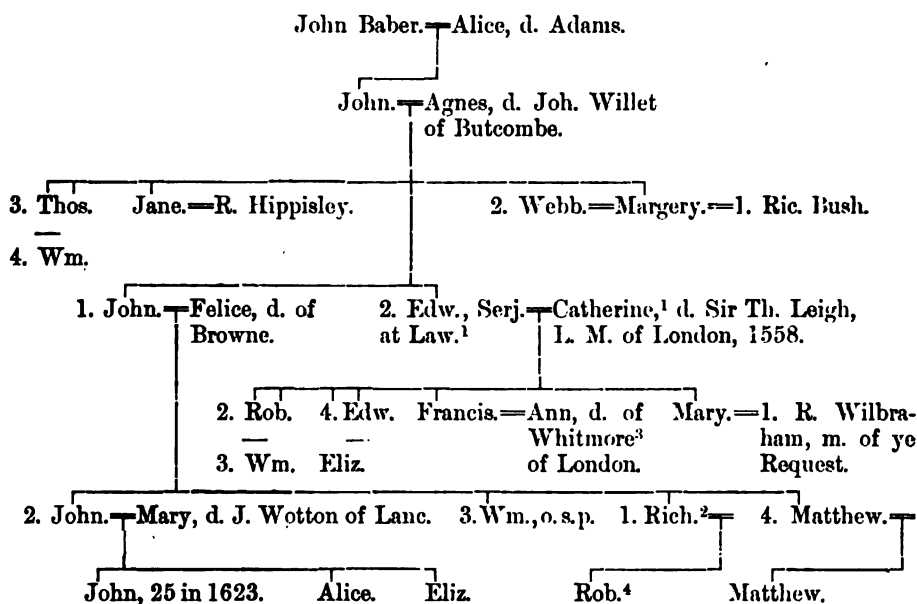 John Baber.=Alice, d. Adams.
John.=Agnes, d. Joh. Willet
of Butcombe.
3. Thos. Jane.=R. Hippisley. 2. Webb.=Margery.=1. Ric. Bush.
4. Wm.
1. John.=Felice, d. of 2. Edw., Serj.=Catherine,¹ d. Sir Th. Leigh,
Browne. at Law.¹ L. M. of London, 1558.
2. Rob. 4. Edw. Francis.=Ann, d. of Mary.=1. R. Wilbra-
Whitmore³ ham, m. of ye
3. Wm. Eliz. of London. Request.
2. John.=Mary, d. J. Wotton of Lanc. 3. Wm., o. s. p. 1. Rich.²= 4. Matthew.=
John, 25 in 1623. Alice. Eliz. Rob.⁴ Matthew.